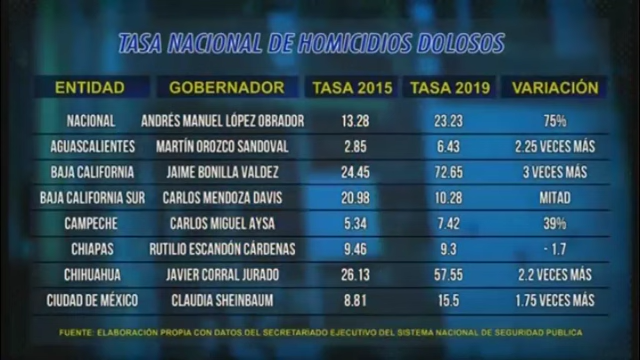 TASA NACIONAL DE HOMICIDIOS DOLOSOS
ENTIDAD GOBERNADOR TASA 2015 TASA 2019 VARIACIÓN
NACIONAL ANDRÉS MANUEL LÓPEZ OBRADOR 13.28 23.23 75%
AGUASCALIENTES MARTÍN OROZCO SANDOVAL 2.85 6.43 2.25 VECES MÁS
BAJA CALIFORNIA JAIME BONILLA VALDEZ 24.45 72.65 3 VECES MÁS
BAJA CALIFORNIA SUR CARLOS MENDOZA DAVIS 20.98 10.28 MITAD
CAMPECHE CARLOS MIGUEL AYSA 5.34 7.42 39%
CHIAPAS RUTILIO ESCANDÓN CÁRDENAS 9.46 9.3 - 1.7
CHIHUAHUA JAVIER CORRAL JURADO 26.13 57.55 2.2 VECES MÁS
CIUDAD DE MÉXICO CLAUDIA SHEINBAUM 8.81 15.5 1.75 VECES MÁS
FUENTE: ELABORACIÓN PROPIA CON DATOS DEL SECRETARIADO EJECUTIVO DEL SISTEMA NACIONAL DE SEGURIDAD PÚBLICA